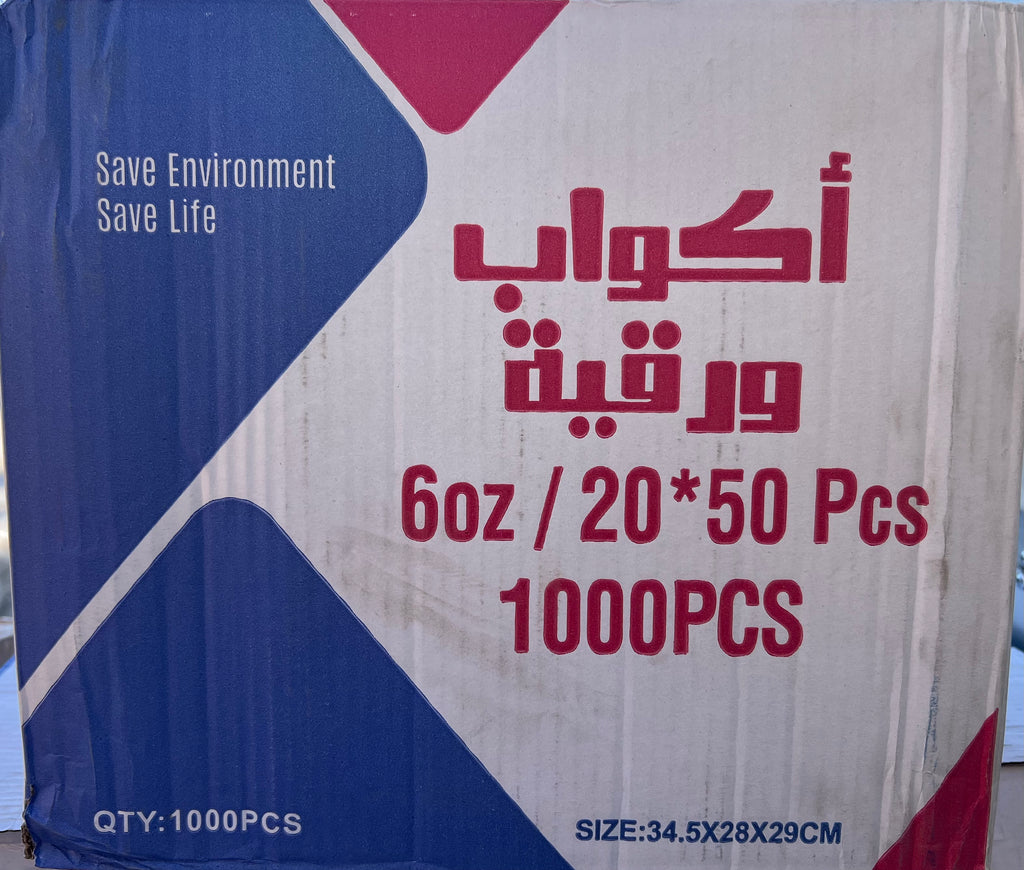 Save Environment
Save Life
أكواب
ورقية
6oz / 20*50 Pcs
1000PCS
QTY:1000PCS
SIZE:34.5X28X29CM